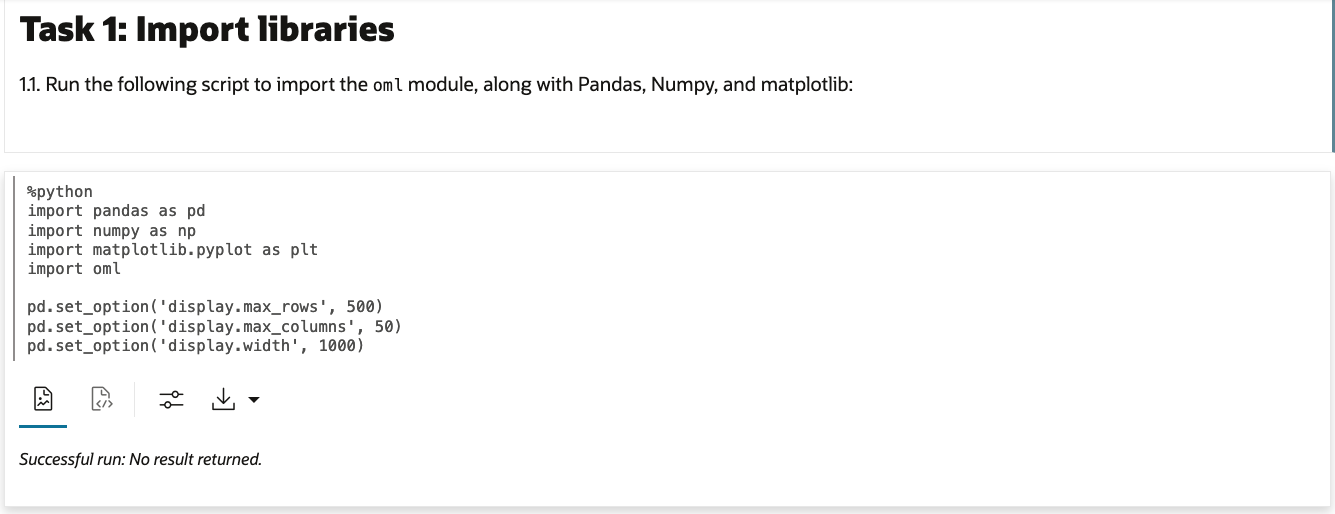 Task 1: Import libraries
1.1. Run the following script to import the oml module, along with Pandas, Numpy, and matplotlib:
%python
import pandas as pd
import numpy as np
import matplotlib.pyplot as plt
import oml
pd.set_option('display.max_rows', 500)
pd.set_option('display.max_columns', 50)
pd.set_option('display.width', 1000)
Successful run: No result returned.